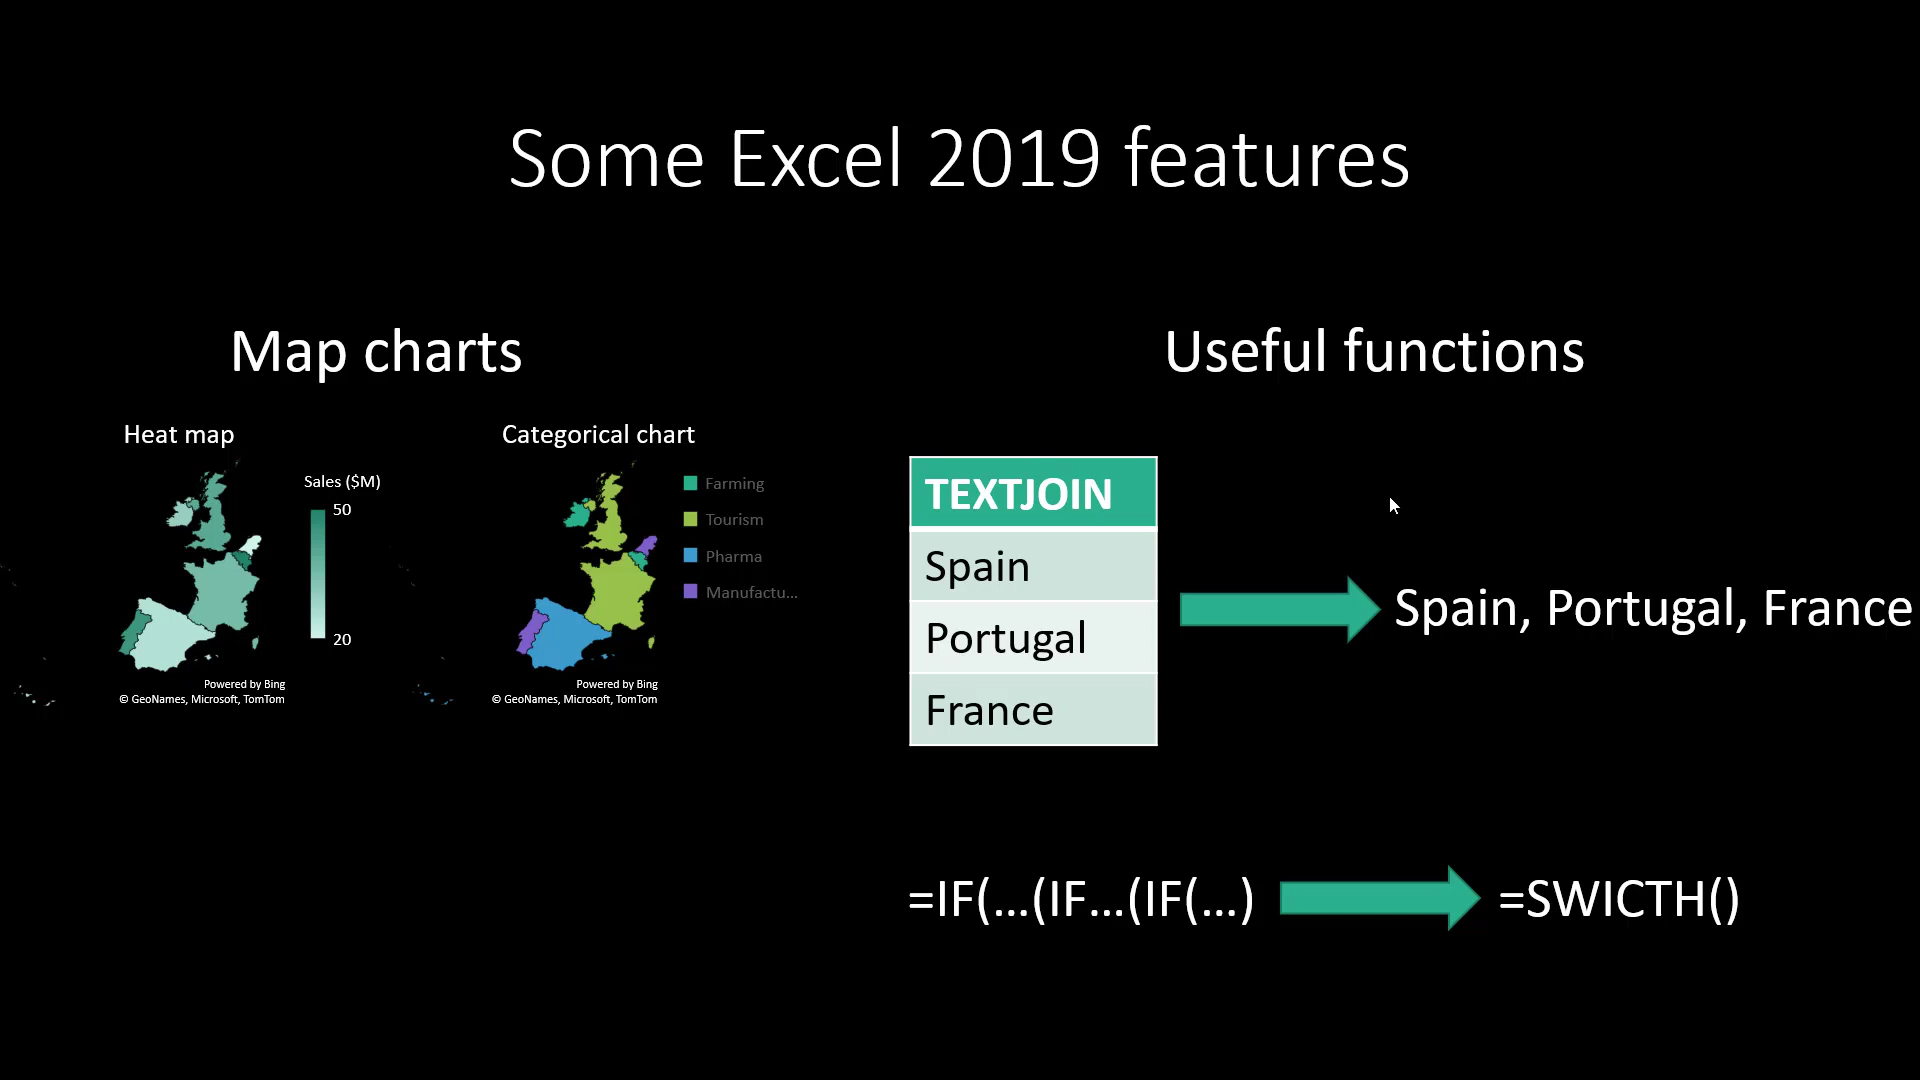 Some Excel 2019 features
Map charts
Heat map
Sales ($M)
50
20
Powered by Bing
© GeoNames, Microsoft, TomTom
Categorical chart
Farming
Tourism
Pharma
Manufactu...
Powered by Bing
© GeoNames, Microsoft, TomTom
Useful functions
TEXTJOIN
Spain
Portugal
France
Spain, Portugal, France
=IF(...(IF...(IF(...)
=SWICTH()